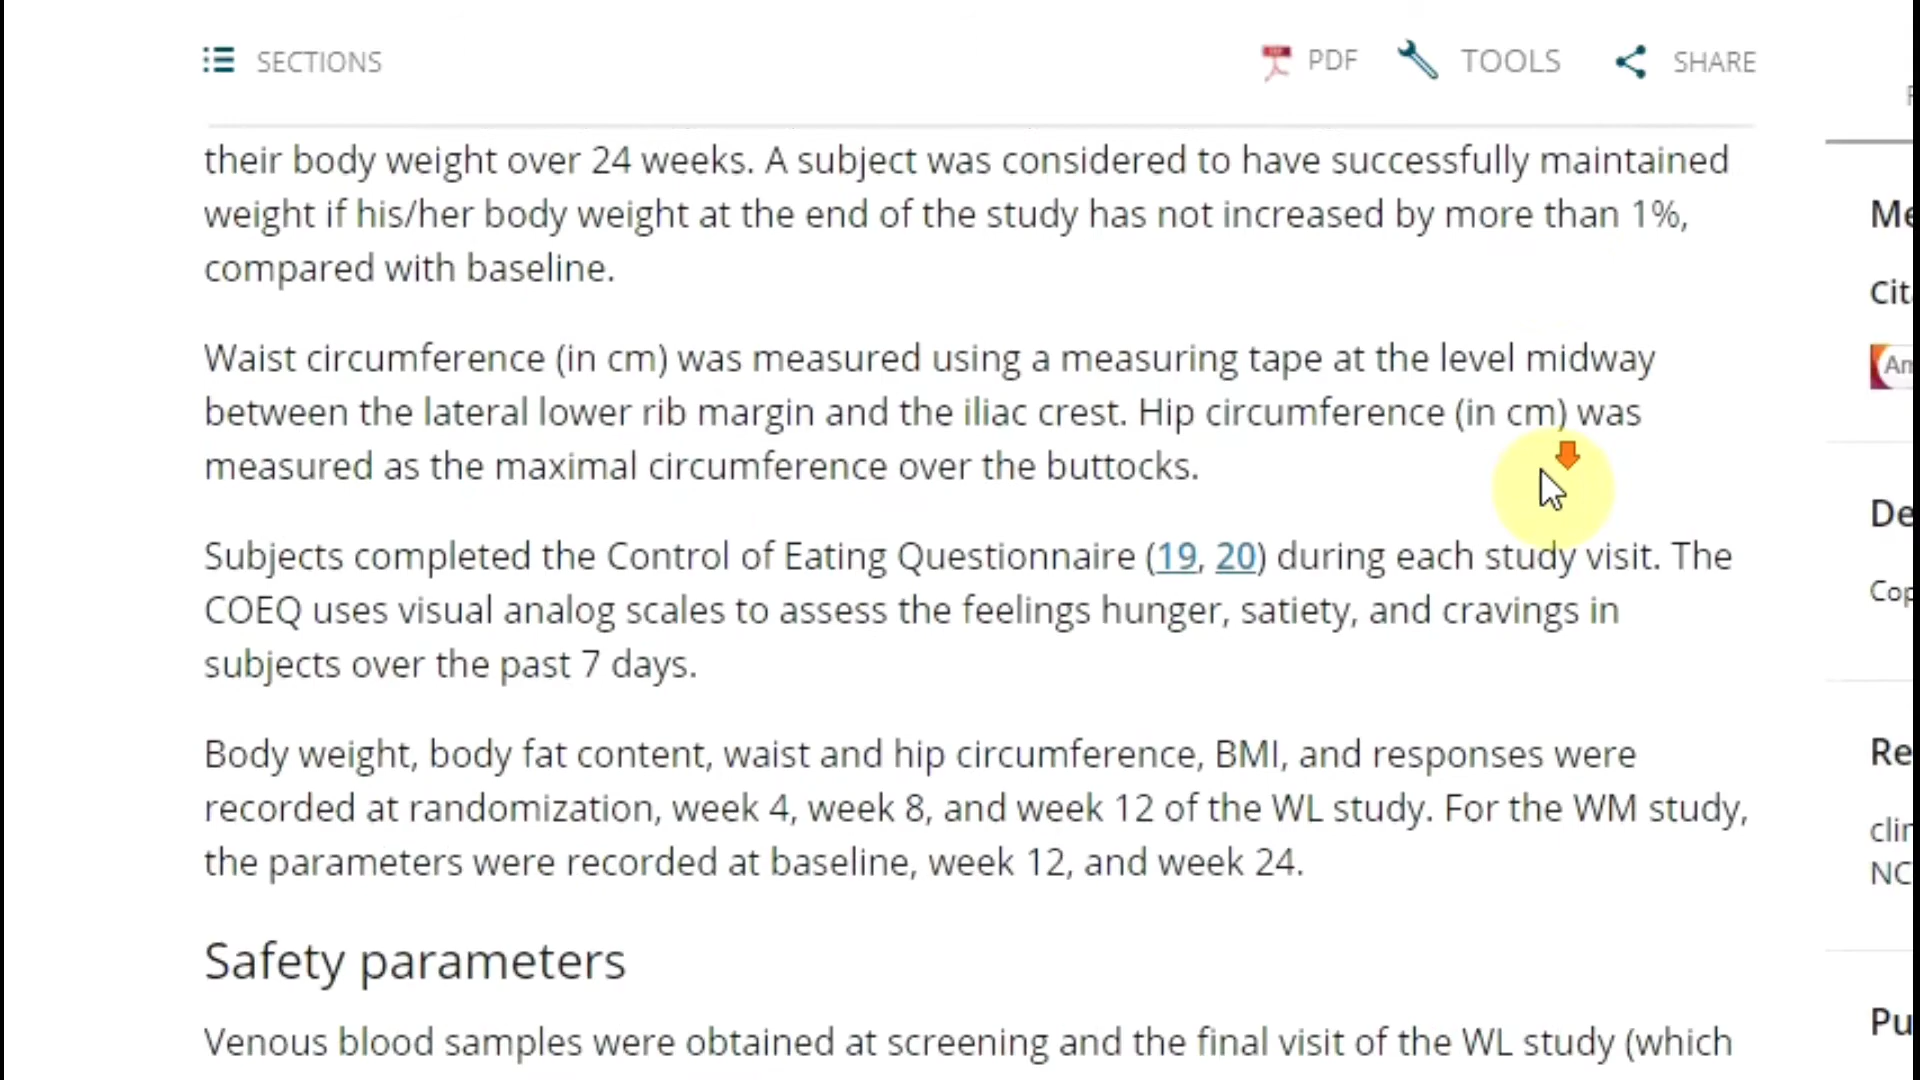 SECTIONS PDF TOOLS SHARE
their body weight over 24 weeks. A subject was considered to have successfully maintained
weight if his/her body weight at the end of the study has not increased by more than 1%,
compared with baseline.
Waist circumference (in cm) was measured using a measuring tape at the level midway
between the lateral lower rib margin and the iliac crest. Hip circumference (in cm) was
measured as the maximal circumference over the buttocks.
Subjects completed the Control of Eating Questionnaire (19, 20) during each study visit. The
COEQ uses visual analog scales to assess the feelings hunger, satiety, and cravings in
subjects over the past 7 days.
Body weight, body fat content, waist and hip circumference, BMI, and responses were
recorded at randomization, week 4, week 8, and week 12 of the WL study. For the WM study,
the parameters were recorded at baseline, week 12, and week 24.
Safety parameters
Venous blood samples were obtained at screening and the final visit of the WL study (which